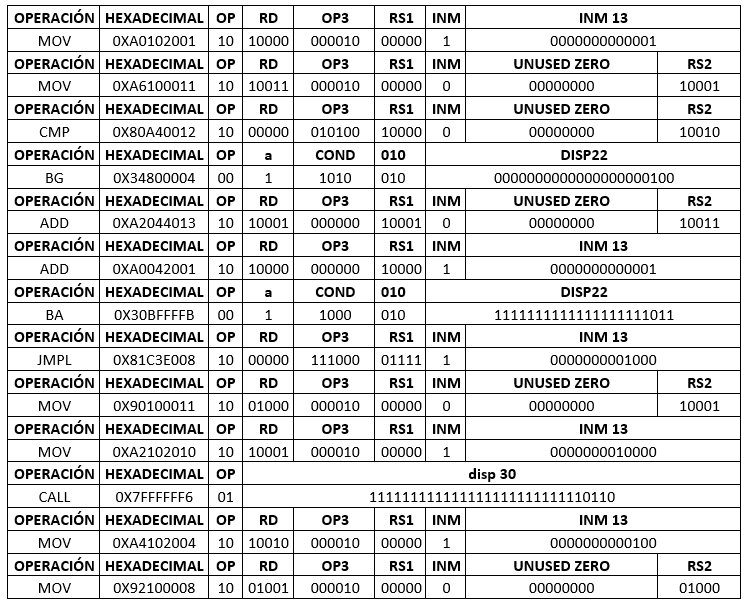 OPERACIÓN HEXADECIMAL OP RD OP3 RS1 INM INM 13
MOV 0XA0102001 10 10000 000010 00000 1 0000000000001
OPERACIÓN HEXADECIMAL OP RD OP3 RS1 INM UNUSED ZERO RS2
MOV 0XA6100011 10 10011 000010 00000 0 00000000 10001
OPERACIÓN HEXADECIMAL OP RD OP3 RS1 INM UNUSED ZERO RS2
CMP 0X80A40012 10 00000 010100 10000 0 00000000 10010
OPERACIÓN HEXADECIMAL OP a COND 010 DISP22
BG 0X34800004 00 1 1010 010 0000000000000000000100
OPERACIÓN HEXADECIMAL OP RD OP3 RS1 INM UNUSED ZERO RS2
ADD 0XA2044013 10 10001 000000 10001 0 00000000 10011
OPERACIÓN HEXADECIMAL OP RD OP3 RS1 INM INM 13
ADD 0XA0042001 10 10000 000000 10000 1 0000000000001
OPERACIÓN HEXADECIMAL OP a COND 010 DISP22
BA 0X30BFFFFB 00 1 1000 010 1111111111111111111011
OPERACIÓN HEXADECIMAL OP RD OP3 RS1 INM INM 13
JMPL 0X81C3E008 10 00000 111000 01111 1 0000000001000
OPERACIÓN HEXADECIMAL OP RD OP3 RS1 INM UNUSED ZERO RS2
MOV 0X90100011 10 01000 000010 00000 0 00000000 10001
OPERACIÓN HEXADECIMAL OP RD OP3 RS1 INM INM 13
MOV 0XA2102010 10 10001 000010 00000 1 0000000010000
OPERACIÓN HEXADECIMAL OP disp 30
CALL 0X7FFFFFF6 01 111111111111111111111111110110
OPERACIÓN HEXADECIMAL OP RD OP3 RS1 INM INM 13
MOV 0XA4102004 10 10010 000010 00000 1 0000000000100
OPERACIÓN HEXADECIMAL OP RD OP3 RS1 INM UNUSED ZERO RS2
MOV 0X92100008 10 01001 000010 00000 0 00000000 01000